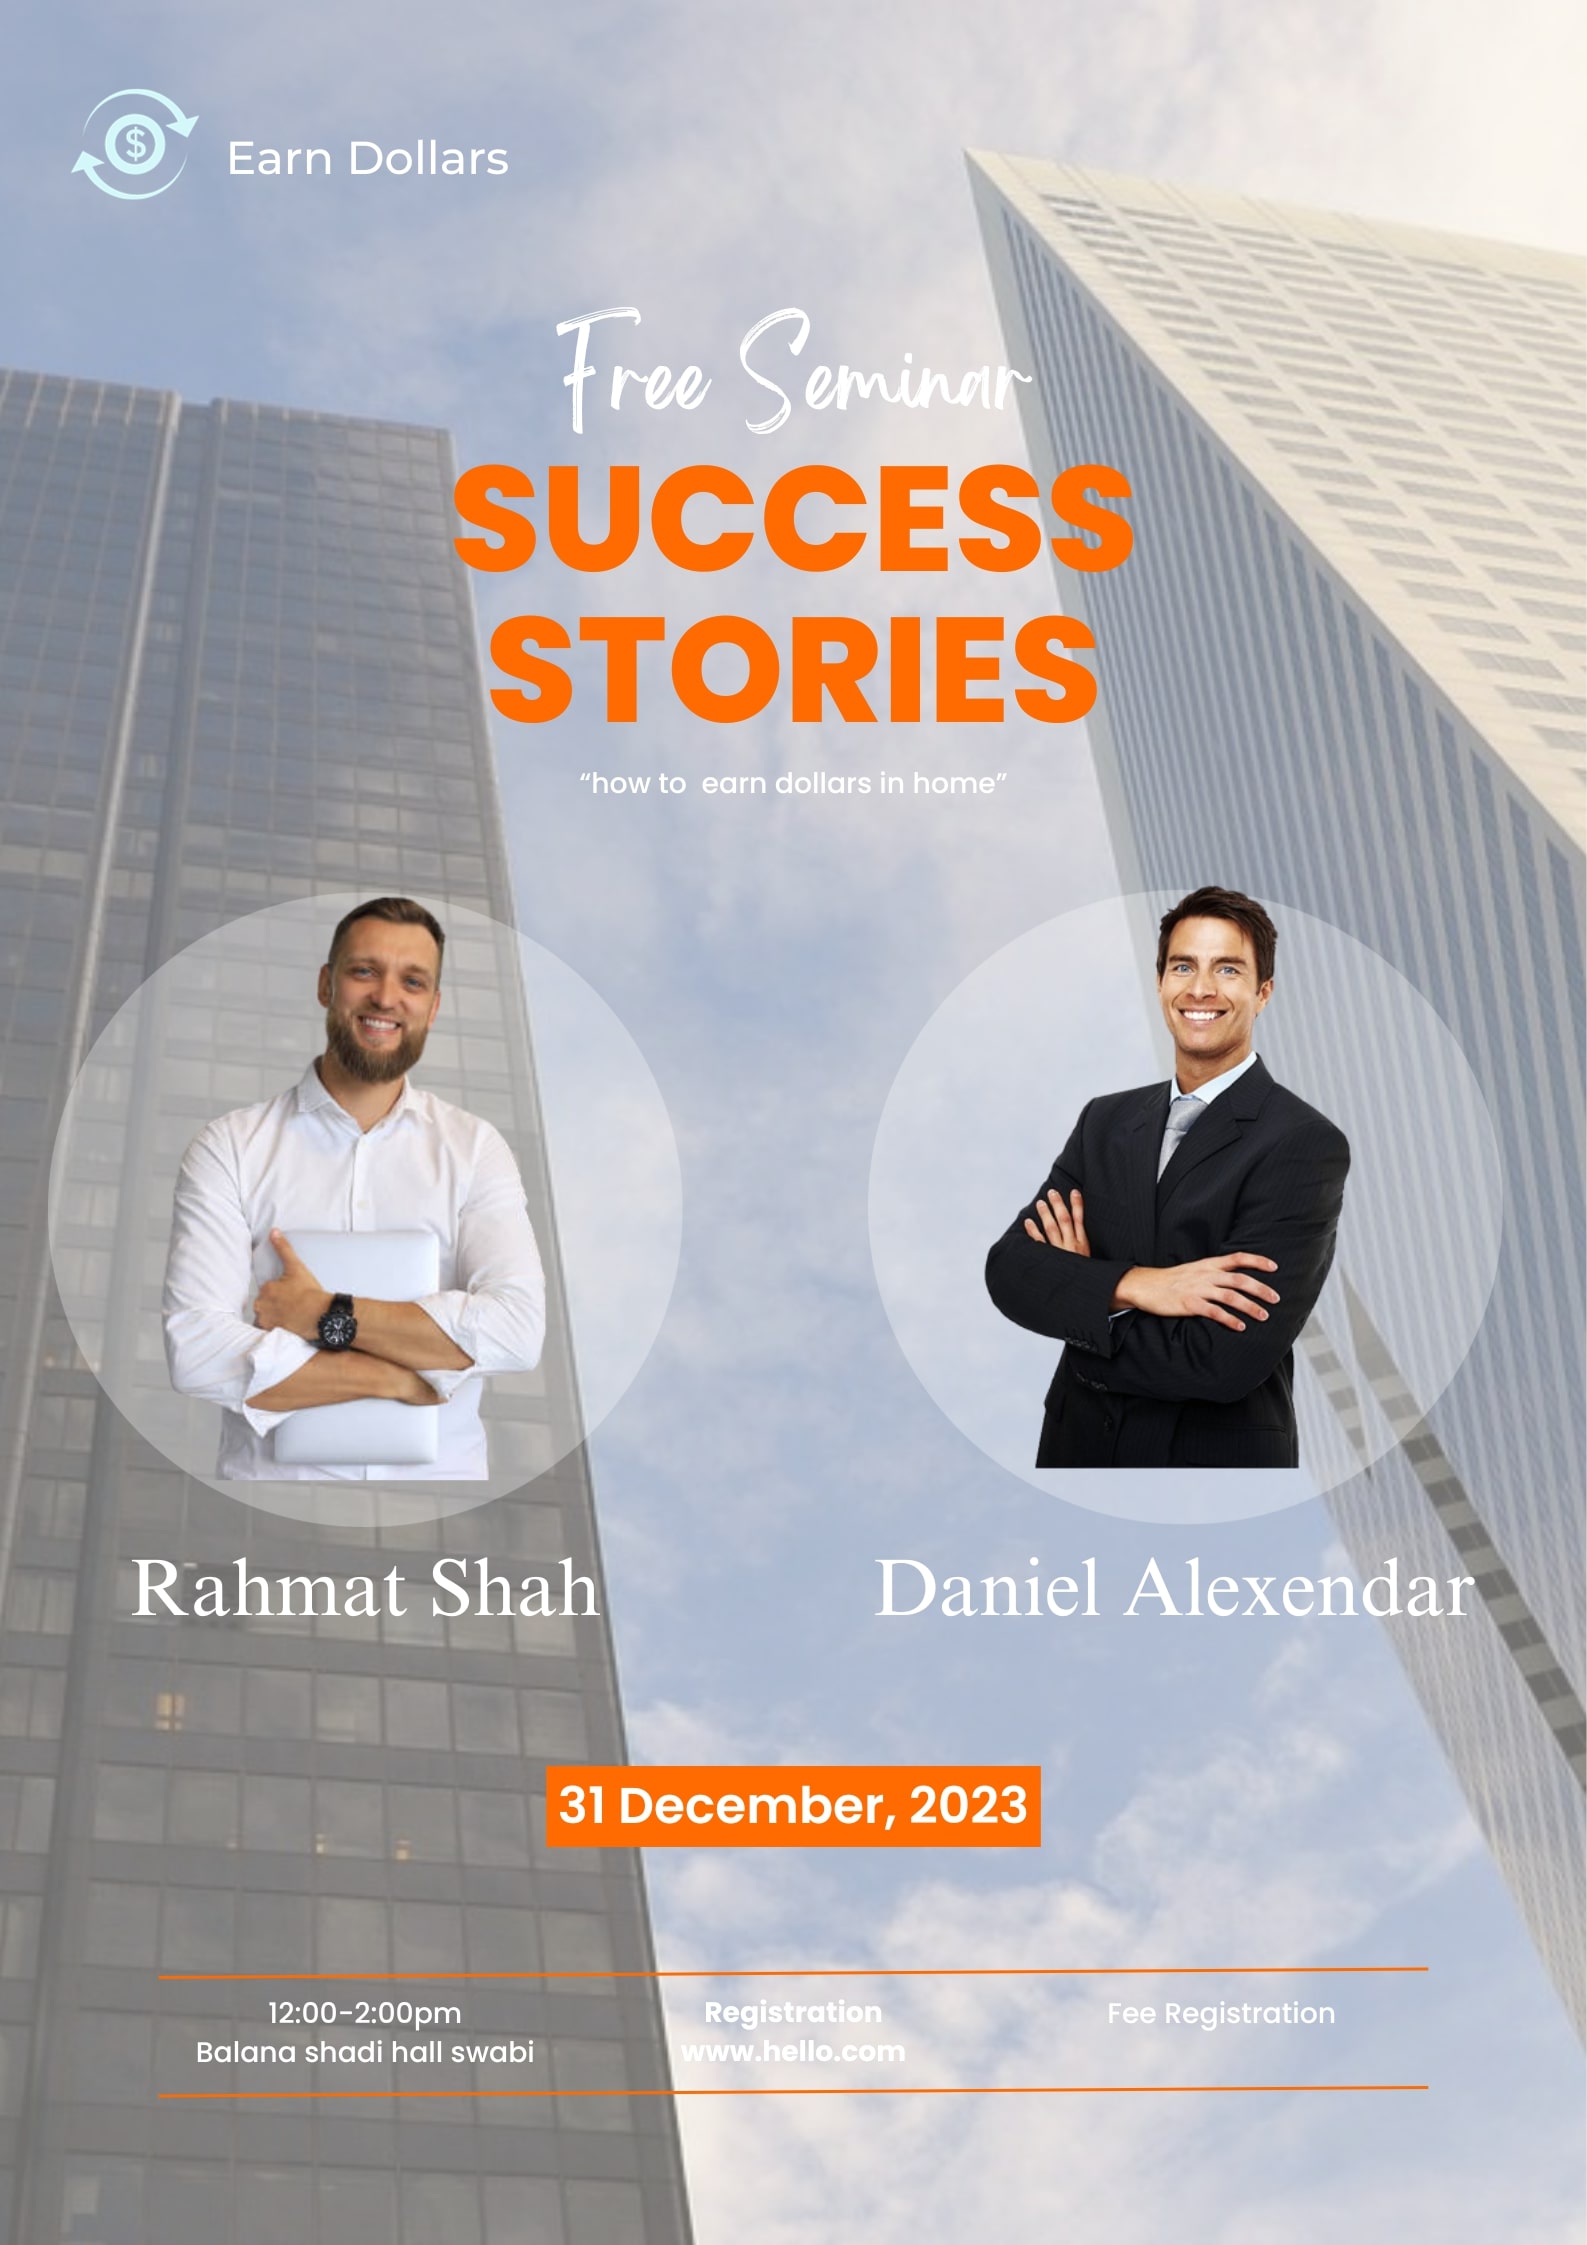 Earn Dollars
Free Seminar
SUCCESS
STORIES
“how to  earn dollars in home”
Rahmat Shah
Daniel Alexendar
31 December, 2023
12:00-2:00pm
Balana shadi hall swabi
Registration
www.hello.com
Fee Registration